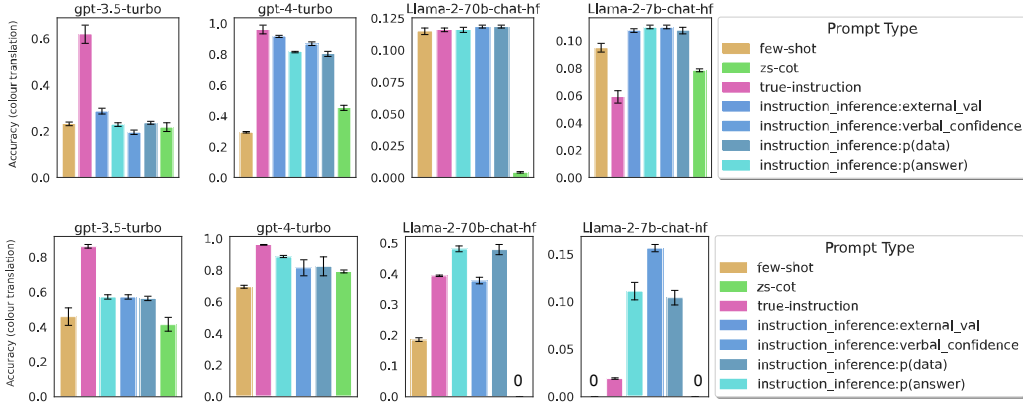 gpt-3.5-turbo
gpt-4-turbo
Llama-2-70b-chat-hf
Llama-2-7b-chat-hf
Accuracy (colour translation)
0.6
0.4
0.2
0.0
1.0
0.8
0.6
0.4
0.2
0.0
0.125
0.100
0.075
0.050
0.025
0.000
0.10
0.08
0.06
0.04
0.02
0.00
Prompt Type
few-shot
zs-cot
true-instruction
instruction_inference:external_val
instruction_inference:verbal_confidence
instruction_inference:p(data)
instruction_inference:p(answer)
gpt-3.5-turbo
gpt-4-turbo
Llama-2-70b-chat-hf
Llama-2-7b-chat-hf
Accuracy (colour translation)
0.8
0.6
0.4
0.2
0.0
1.0
0.8
0.6
0.4
0.2
0.0
0.5
0.4
0.3
0.2
0.1
0.0
0
0.15
0.10
0.05
0.00
0
0
Prompt Type
few-shot
zs-cot
true-instruction
instruction_inference:external_val
instruction_inference:verbal_confidence
instruction_inference:p(data)
instruction_inference:p(answer)